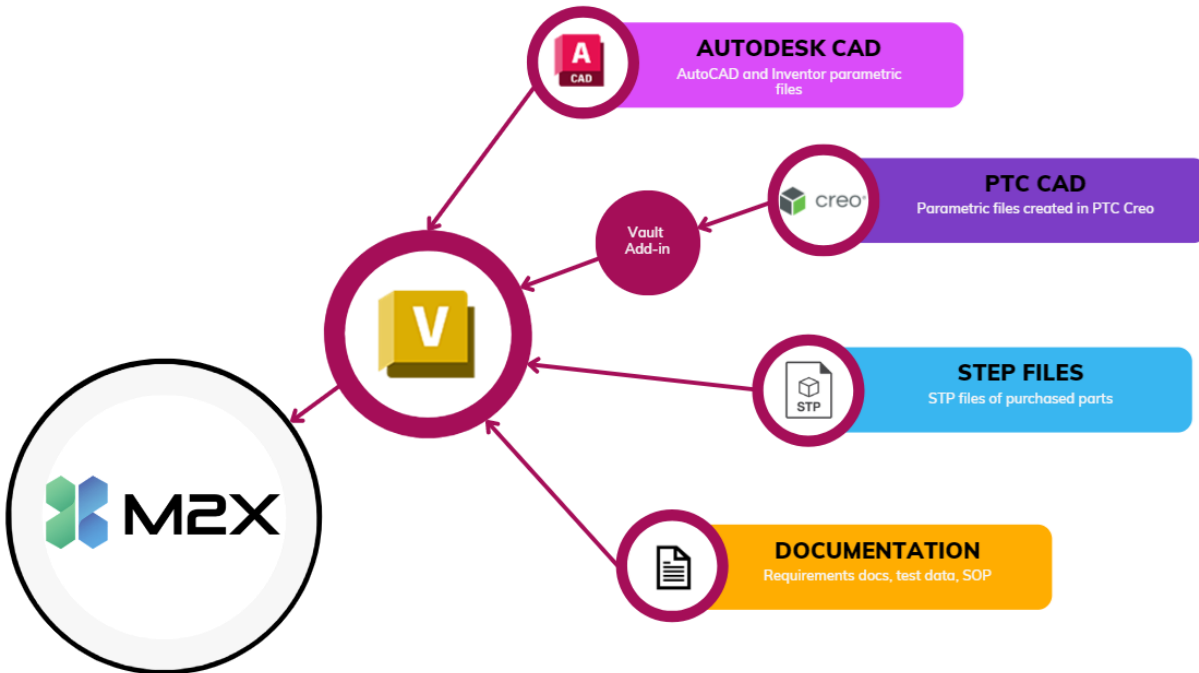 A
CAD
AUTODESK CAD
AutoCAD and Inventor parametric
files
creo®
PTC CAD
Parametric files created in PTC Creo
Vault
Add-in
V
STP
STEP FILES
STP files of purchased parts
M2X
DOCUMENTATION
Requirements docs, test data, SOP